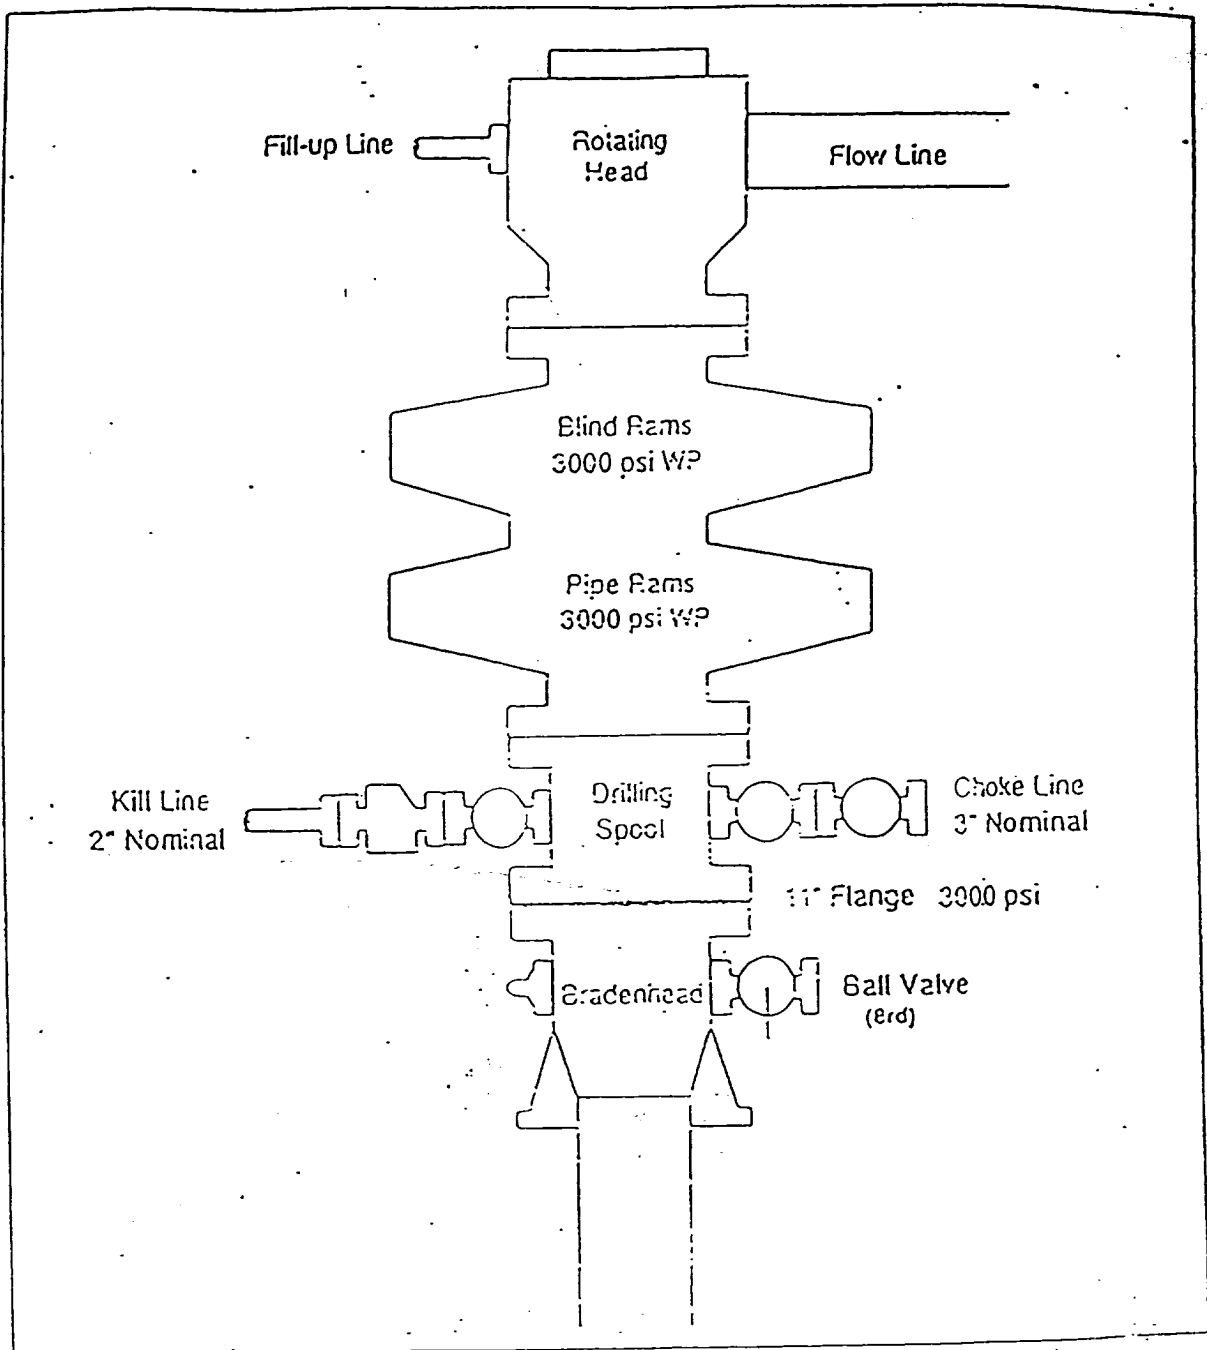 Fill-up Line
Rotating
Head
Flow Line
Blind Rams
3000 psi WP
Pipe Rams
3000 psi WP
Kill Line
2" Nominal
Drilling
Spool
Choke Line
3" Nominal
11" Flange 3000 psi
Bradenhead
Ball Valve
(8rd)